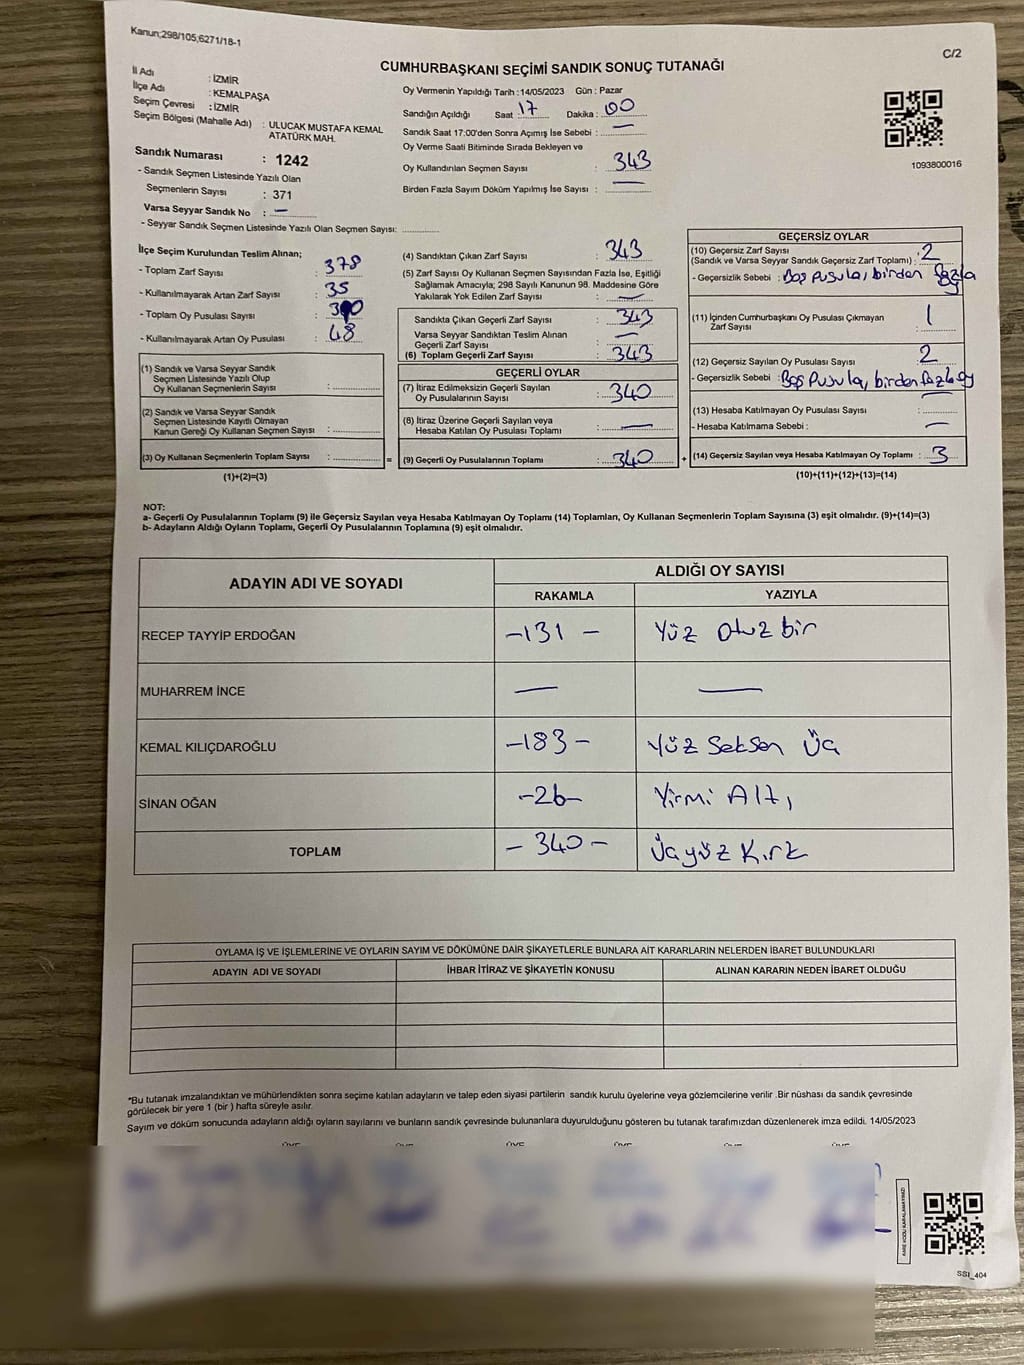 Kanun;298/105;6271/18-1
C/2
CUMHURBAŞKANI SEÇİMİ SANDIK SONUÇ TUTANAĞI
İl Adı : İZMİR
İlçe Adı : KEMALPAŞA
Seçim Çevresi : İZMİR
Seçim Bölgesi (Mahalle Adı) : ULUCAK MUSTAFA KEMAL
ATATÜRK MAH.
Sandık Numarası : 1242
- Sandık Seçmen Listesinde Yazılı Olan
Seçmenlerin Sayısı : 371
Varsa Seyyar Sandık No : —
- Seyyar Sandık Seçmen Listesinde Yazılı Olan Seçmen Sayısı:
Oy Vermenin Yapıldığı Tarih : 14/05/2023 Gün : Pazar
Sandığın Açıldığı Saat 17 Dakika : 00
Sandık Saat 17:00'den Sonra Açımış İse Sebebi : —
Oy Verme Saati Bitiminde Sırada Bekleyen ve
Oy Kullandırılan Seçmen Sayısı : 343
Birden Fazla Sayım Döküm Yapılmış İse Sayısı : —
1093800016
İlçe Seçim Kurulundan Teslim Alınan;
- Toplam Zarf Sayısı : 378
- Kullanılmayarak Artan Zarf Sayısı : 35
- Toplam Oy Pusulası Sayısı :
- Kullanılmayarak Artan Oy Pusulası : 48
(1) Sandık ve Varsa Seyyar Sandık
Seçmen Listesinde Yazılı Olup
Oy Kullanan Seçmenlerin Sayısı :
(2) Sandık ve Varsa Seyyar Sandık
Seçmen Listesinde Kayıtlı Olmayan
Kanun Gereği Oy Kullanan Seçmen Sayısı :
(3) Oy Kullanan Seçmenlerin Toplam Sayısı : =
(1)+(2)=(3)
(4) Sandıktan Çıkan Zarf Sayısı : 343
(5) Zarf Sayısı Oy Kullanan Seçmen Sayısından Fazla İse, Eşitliği
Sağlamak Amacıyla; 298 Sayılı Kanunun 98. Maddesine Göre
Yakılarak Yok Edilen Zarf Sayısı : —
Sandıkta Çıkan Geçerli Zarf Sayısı : 343
Varsa Seyyar Sandıktan Teslim Alınan
Geçerli Zarf Sayısı : —
(6) Toplam Geçerli Zarf Sayısı : 343
GEÇERLİ OYLAR
(7) İtiraz Edilmeksizin Geçerli Sayılan
Oy Pusulalarının Sayısı : 340
(8) İtiraz Üzerine Geçerli Sayılan veya
Hesaba Katılan Oy Pusulası Toplamı : —
(9) Geçerli Oy Pusulalarının Toplamı : 340 +
GEÇERSİZ OYLAR
(10) Geçersiz Zarf Sayısı
(Sandık ve Varsa Seyyar Sandık Geçersiz Zarf Toplamı) : 2
- Geçersizlik Sebebi : Boş pusula, birden fazla
(11) İçinden Cumhurbaşkanı Oy Pusulası Çıkmayan
Zarf Sayısı : 1
(12) Geçersiz Sayılan Oy Pusulası Sayısı : 2
- Geçersizlik Sebebi : Boş Pusula, birden fazla oy
(13) Hesaba Katılmayan Oy Pusulası Sayısı : —
- Hesaba Katılmama Sebebi : —
(14) Geçersiz Sayılan veya Hesaba Katılmayan Oy Toplamı : 3
(10)+(11)+(12)+(13)=(14)
NOT:
a- Geçerli Oy Pusulalarının Toplamı (9) ile Geçersiz Sayılan veya Hesaba Katılmayan Oy Toplamı (14) Toplamları, Oy Kullanan Seçmenlerin Toplam Sayısına (3) eşit olmalıdır. (9)+(14)=(3)
b- Adayların Aldığı Oyların Toplamı, Geçerli Oy Pusulalarının Toplamına (9) eşit olmalıdır.
ADAYIN ADI VE SOYADI
ALDIĞI OY SAYISI
RAKAMLA YAZIYLA
RECEP TAYYİP ERDOĞAN -131- Yüz otuz bir
MUHARREM İNCE — —
KEMAL KILIÇDAROĞLU -183- Yüz Seksen Üç
SİNAN OĞAN -26- Yirmi Altı
TOPLAM -340- Üçyüz Kırk
OYLAMA İŞ VE İŞLEMLERİNE VE OYLARIN SAYIM VE DÖKÜMÜNE DAİR ŞİKAYETLERLE BUNLARA AİT KARARLARIN NELERDEN İBARET BULUNDUKLARI
ADAYIN ADI VE SOYADI İHBAR İTİRAZ VE ŞİKAYETİN KONUSU ALINAN KARARIN NEDEN İBARET OLDUĞU
*Bu tutanak imzalandıktan ve mühürlendikten sonra seçime katılan adayların ve talep eden siyasi partilerin sandık kurulu üyelerine veya gözlemcilerine verilir .Bir nüshası da sandık çevresinde
görülecek bir yere 1 (bir ) hafta süreyle asılır.
Sayım ve döküm sonucunda adayların aldığı oyların sayılarını ve bunların sandık çevresinde bulunanlara duyurulduğunu gösteren bu tutanak tarafımızdan düzenlenerek imza edildi. 14/05/2023
KARE KODU KARALAMAYINIZ!
SSI_404